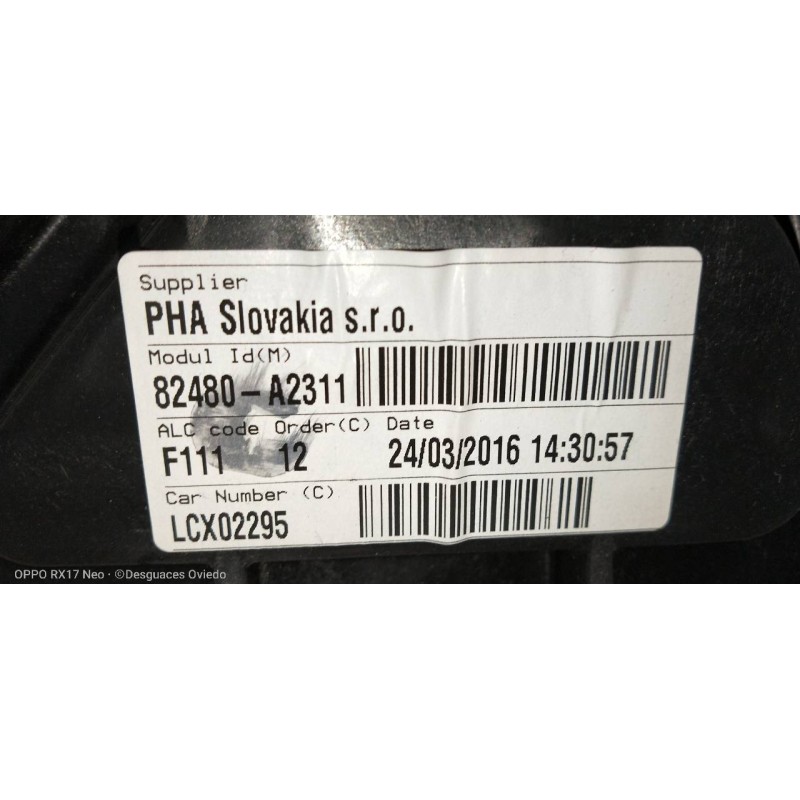 Supplier
PHA Slovakia s.r.o.
Modul Id(M)
82480-A2311
ALC code Order(C) Date
F111 12 24/03/2016 14:30:57
Car Number (C)
LCX02295
OPPO RX17 Neo · ©Desguaces Oviedo